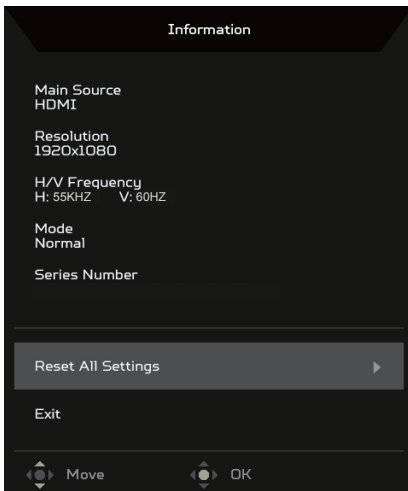 Information
Main Source
HDMI
Resolution
1920x1080
H/V Frequency
H: 55KHZ V: 60HZ
Mode
Normal
Series Number
Reset All Settings
Exit
Move OK